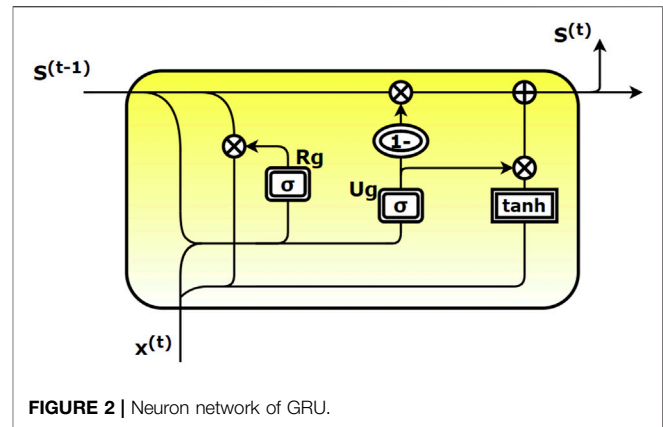 S(t)
S(t-1)
1-
Rg
σ
Ug
σ
tanh
x(t)
FIGURE 2 | Neuron network of GRU.